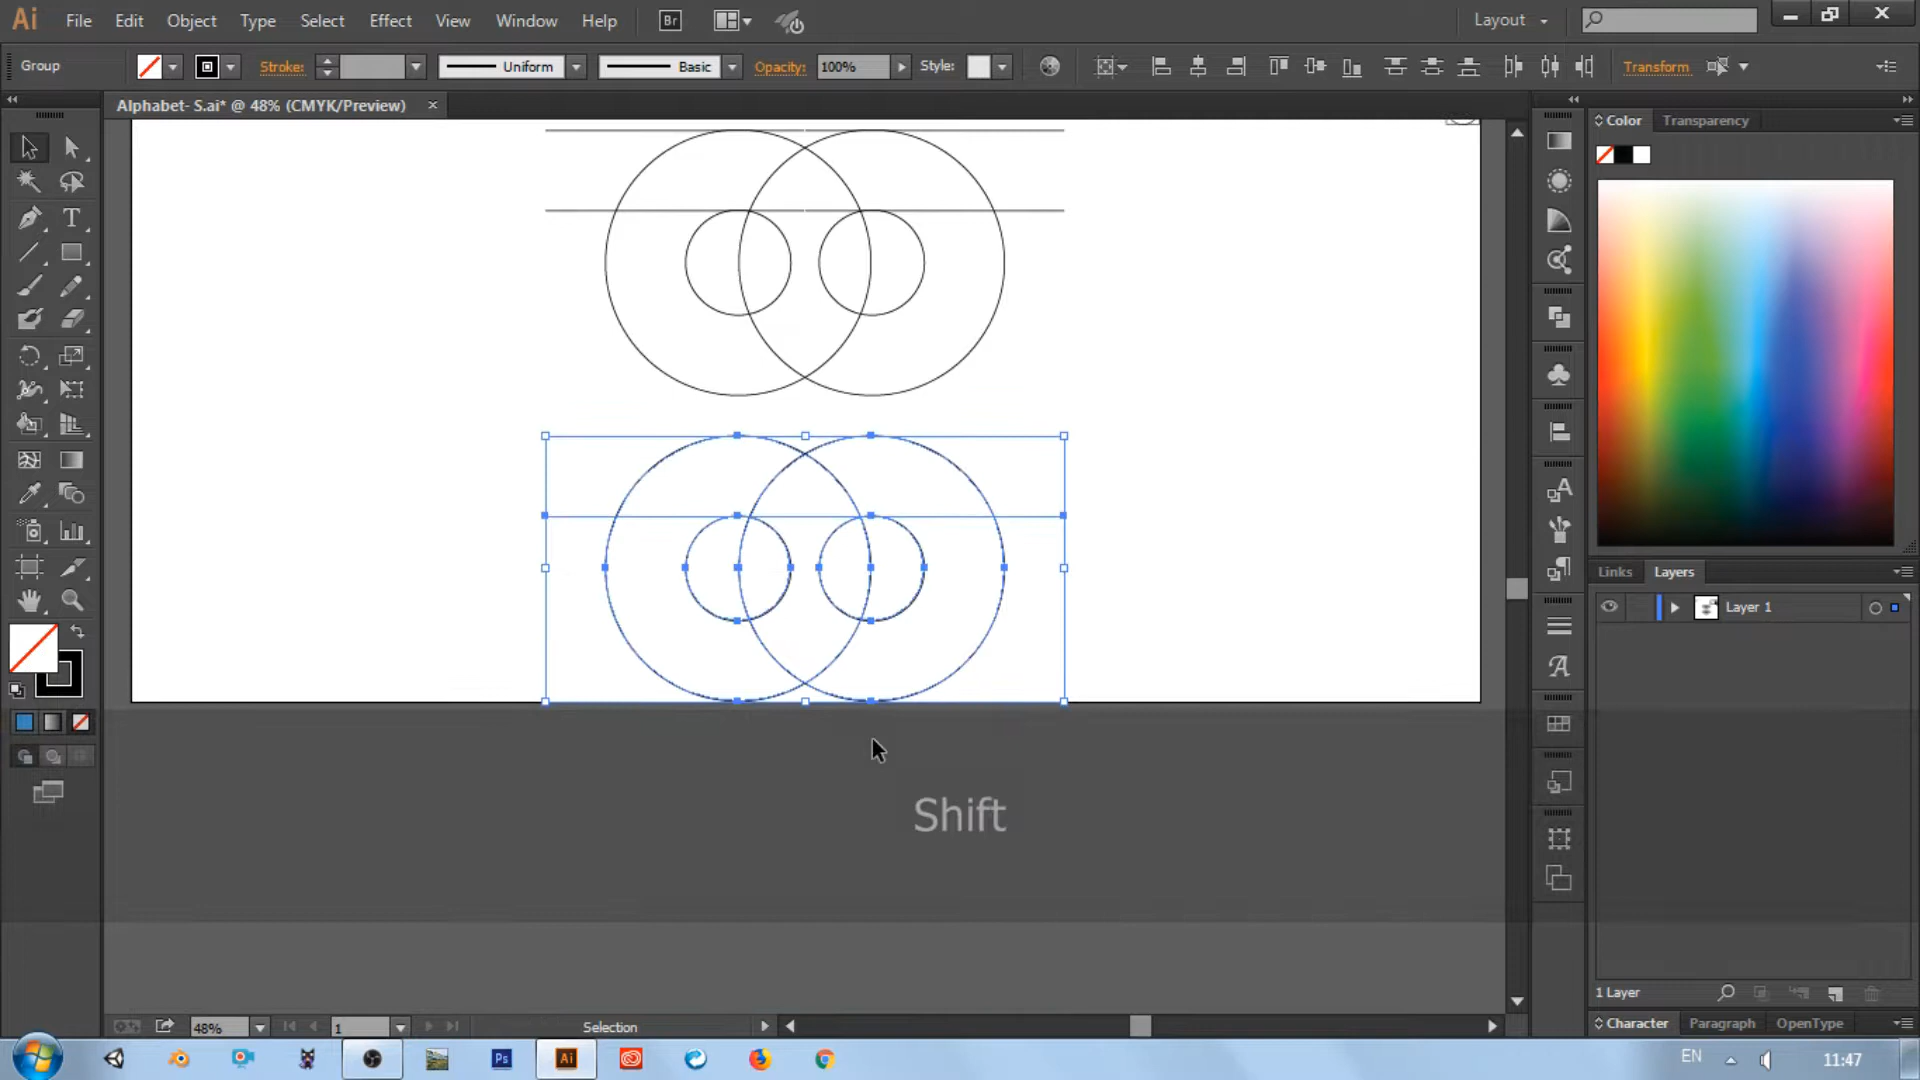 Ai File Edit Object Type Select Effect View Window Help Br Layout
Group Stroke: Uniform Basic Opacity: 100% Style: Transform
Alphabet- S.ai* @ 48% (CMYK/Preview)
Color Transparency
Links Layers
Layer 1
Shift
1 Layer
48% 1 Selection
Character Paragraph OpenType
Ps Ai EN 11:47